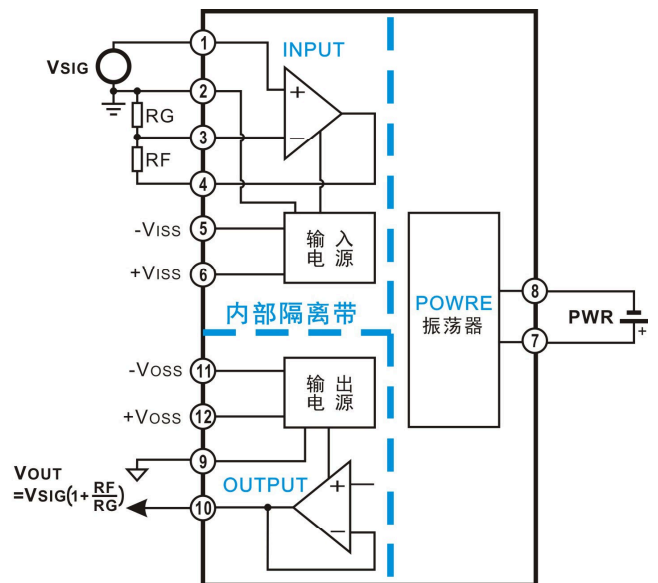 1
INPUT
VSIG
+
2
RG
3
−
RF
4
-VISS
5
输 入
电 源
+VISS
6
8
POWRE
振荡器
PWR
+
7
内部隔离带
-VOSS
11
输 出
电 源
+VOSS
12
9
VOUT
=VSIG(1+RF/RG)
10
OUTPUT
+
−